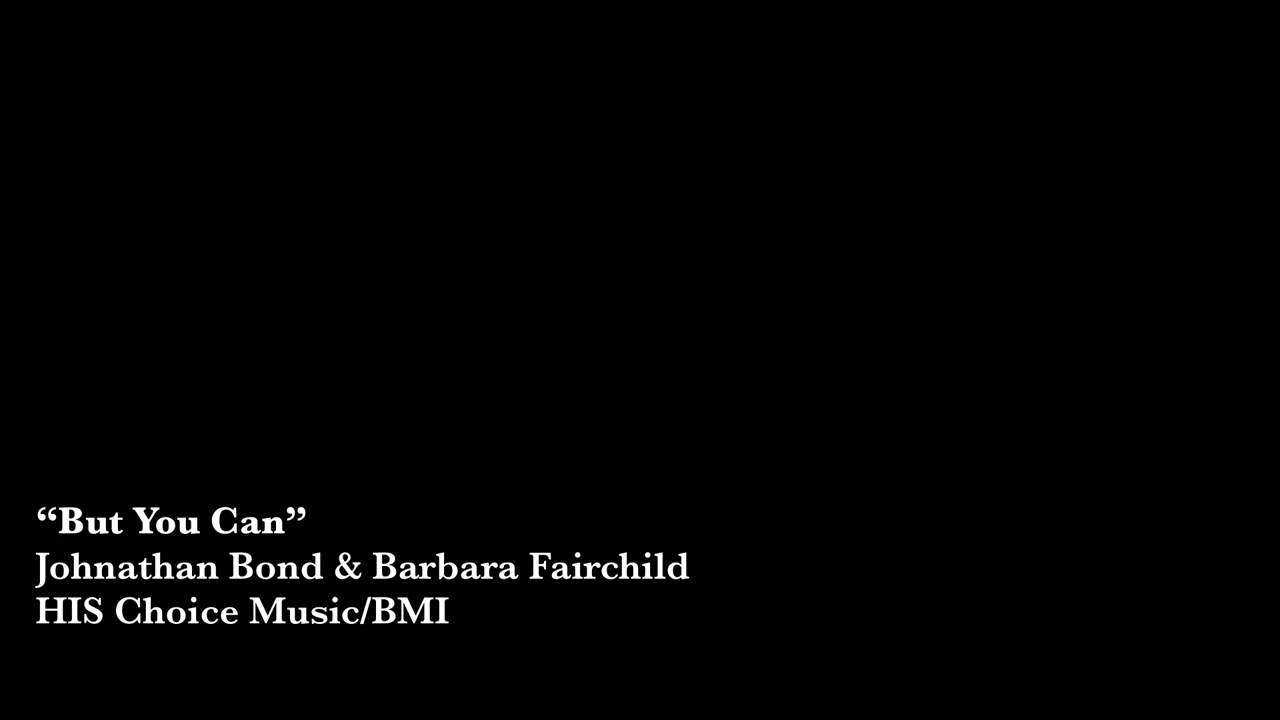 “But You Can”
Johnathan Bond & Barbara Fairchild
HIS Choice Music/BMI